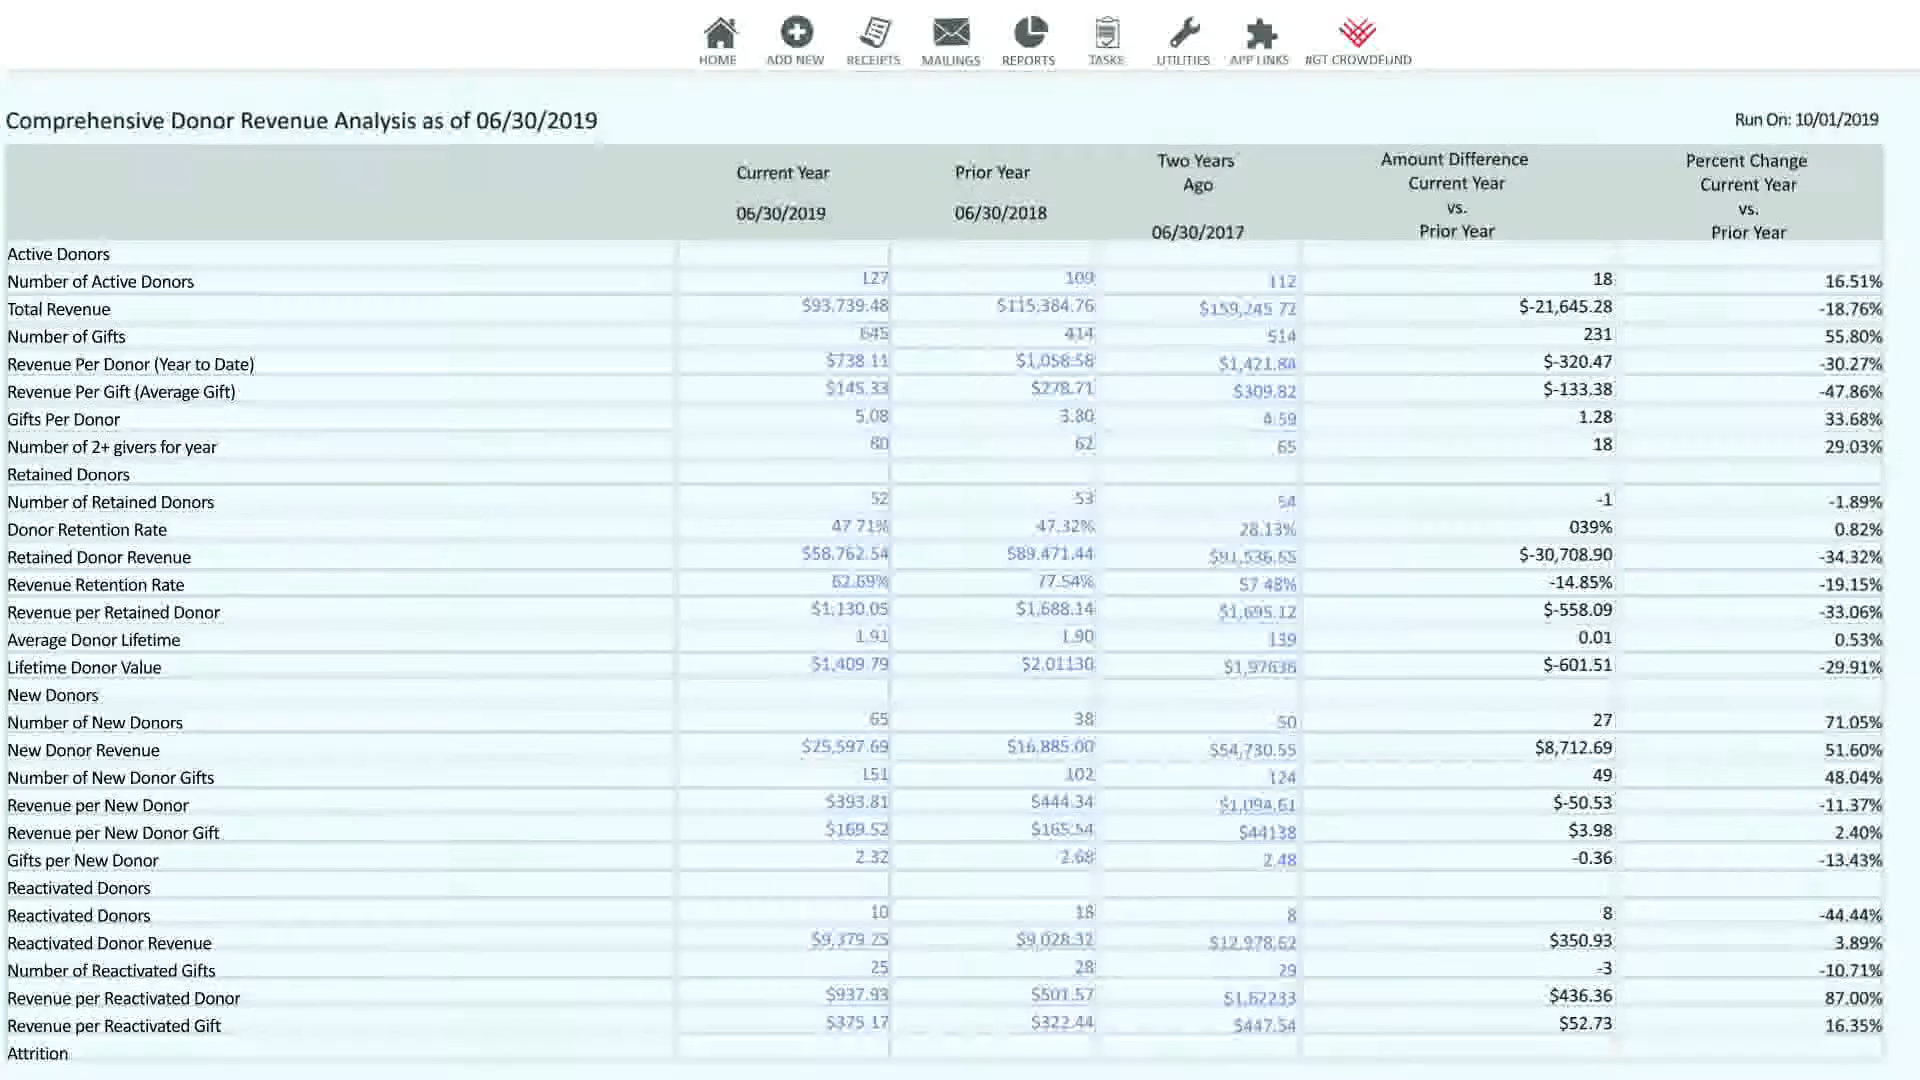 HOME ADD NEW RECEIPTS MAILINGS REPORTS TASKS UTILITIES APP LINKS #GT CROWDFUND
Comprehensive Donor Revenue Analysis as of 06/30/2019 Run On: 10/01/2019
Current Year 06/30/2019 Prior Year 06/30/2018 Two Years Ago 06/30/2017 Amount Difference Current Year vs. Prior Year Percent Change Current Year vs. Prior Year
Active Donors
Number of Active Donors 127 109 112 18 16.51%
Total Revenue $93,739.48 $115,384.76 $159,245 72 $-21,645.28 -18.76%
Number of Gifts 645 414 514 231 55.80%
Revenue Per Donor (Year to Date) $738 11 $1,058.58 $1,421.84 $-320.47 -30.27%
Revenue Per Gift (Average Gift) $145.33 $278.71 $309.82 $-133.38 -47.86%
Gifts Per Donor 5.08 3.80 4.59 1.28 33.68%
Number of 2+ givers for year 80 62 65 18 29.03%
Retained Donors
Number of Retained Donors 52 53 54 -1 -1.89%
Donor Retention Rate 47 71% 47.32% 28.13% 039% 0.82%
Retained Donor Revenue $58,762.54 $89,471.44 $91,536.65 $-30,708.90 -34.32%
Revenue Retention Rate 62.69% 77.54% 57 48% -14.85% -19.15%
Revenue per Retained Donor $1,130.05 $1,688.14 $1,695.12 $-558.09 -33.06%
Average Donor Lifetime 1.91 1.90 139 0.01 0.53%
Lifetime Donor Value $1,409.79 $2,01130 $1,97636 $-601.51 -29.91%
New Donors
Number of New Donors 65 38 50 27 71.05%
New Donor Revenue $25,597.69 $16,885.00 $54,730.55 $8,712.69 51.60%
Number of New Donor Gifts 151 102 124 49 48.04%
Revenue per New Donor $393.81 $444.34 $1,094.61 $-50.53 -11.37%
Revenue per New Donor Gift $169.52 $165.54 $44138 $3.98 2.40%
Gifts per New Donor 2.32 2.68 2.48 -0.36 -13.43%
Reactivated Donors
Reactivated Donors 10 18 8 8 -44.44%
Reactivated Donor Revenue $9,379.25 $9 028.32 $12,978.62 $350.93 3.89%
Number of Reactivated Gifts 25 28 29 -3 -10.71%
Revenue per Reactivated Donor $937.93 $501.57 $1,62233 $436.36 87.00%
Revenue per Reactivated Gift $375 17 $322.44 $447.54 $52.73 16.35%
Attrition